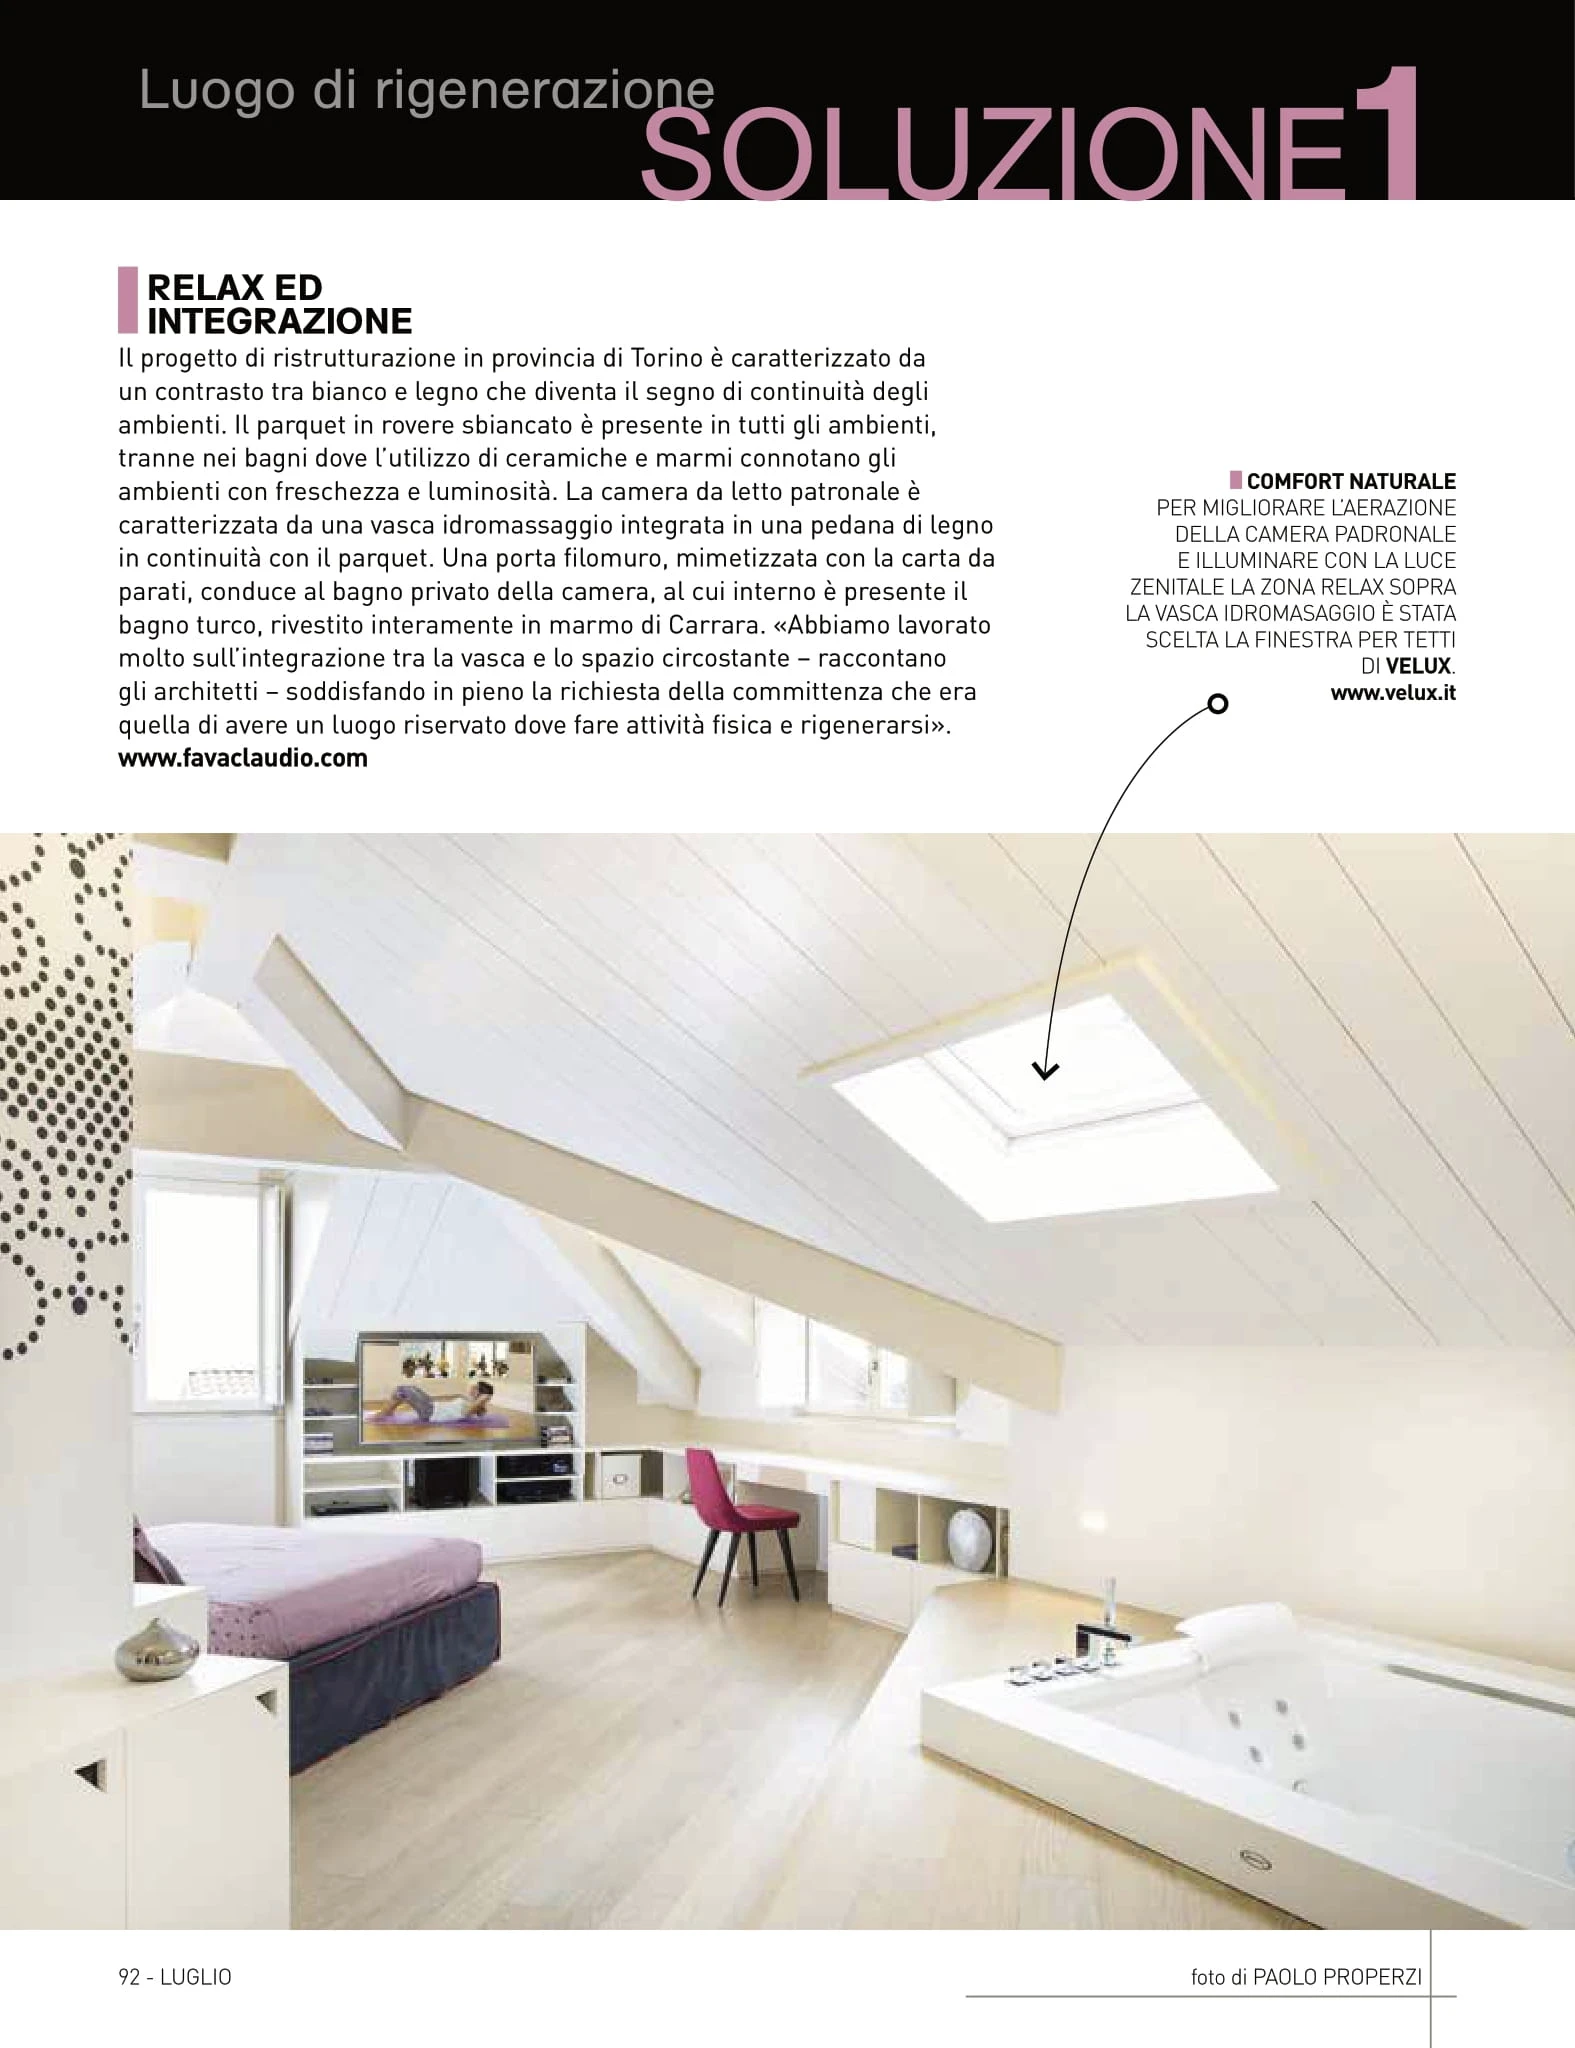 Luogo di rigenerazione
SOLUZIONE1
RELAX ED
INTEGRAZIONE
Il progetto di ristrutturazione in provincia di Torino è caratterizzato da
un contrasto tra bianco e legno che diventa il segno di continuità degli
ambienti. Il parquet in rovere sbiancato è presente in tutti gli ambienti,
tranne nei bagni dove l’utilizzo di ceramiche e marmi connotano gli
ambienti con freschezza e luminosità. La camera da letto patronale è
caratterizzata da una vasca idromassaggio integrata in una pedana di legno
in continuità con il parquet. Una porta filomuro, mimetizzata con la carta da
parati, conduce al bagno privato della camera, al cui interno è presente il
bagno turco, rivestito interamente in marmo di Carrara. «Abbiamo lavorato
molto sull’integrazione tra la vasca e lo spazio circostante – raccontano
gli architetti – soddisfando in pieno la richiesta della committenza che era
quella di avere un luogo riservato dove fare attività fisica e rigenerarsi».
www.favaclaudio.com
COMFORT NATURALE
PER MIGLIORARE L’AERAZIONE
DELLA CAMERA PADRONALE
E ILLUMINARE CON LA LUCE
ZENITALE LA ZONA RELAX SOPRA
LA VASCA IDROMASAGGIO È STATA
SCELTA LA FINESTRA PER TETTI
DI VELUX.
www.velux.it
92 - LUGLIO
foto di PAOLO PROPERZI